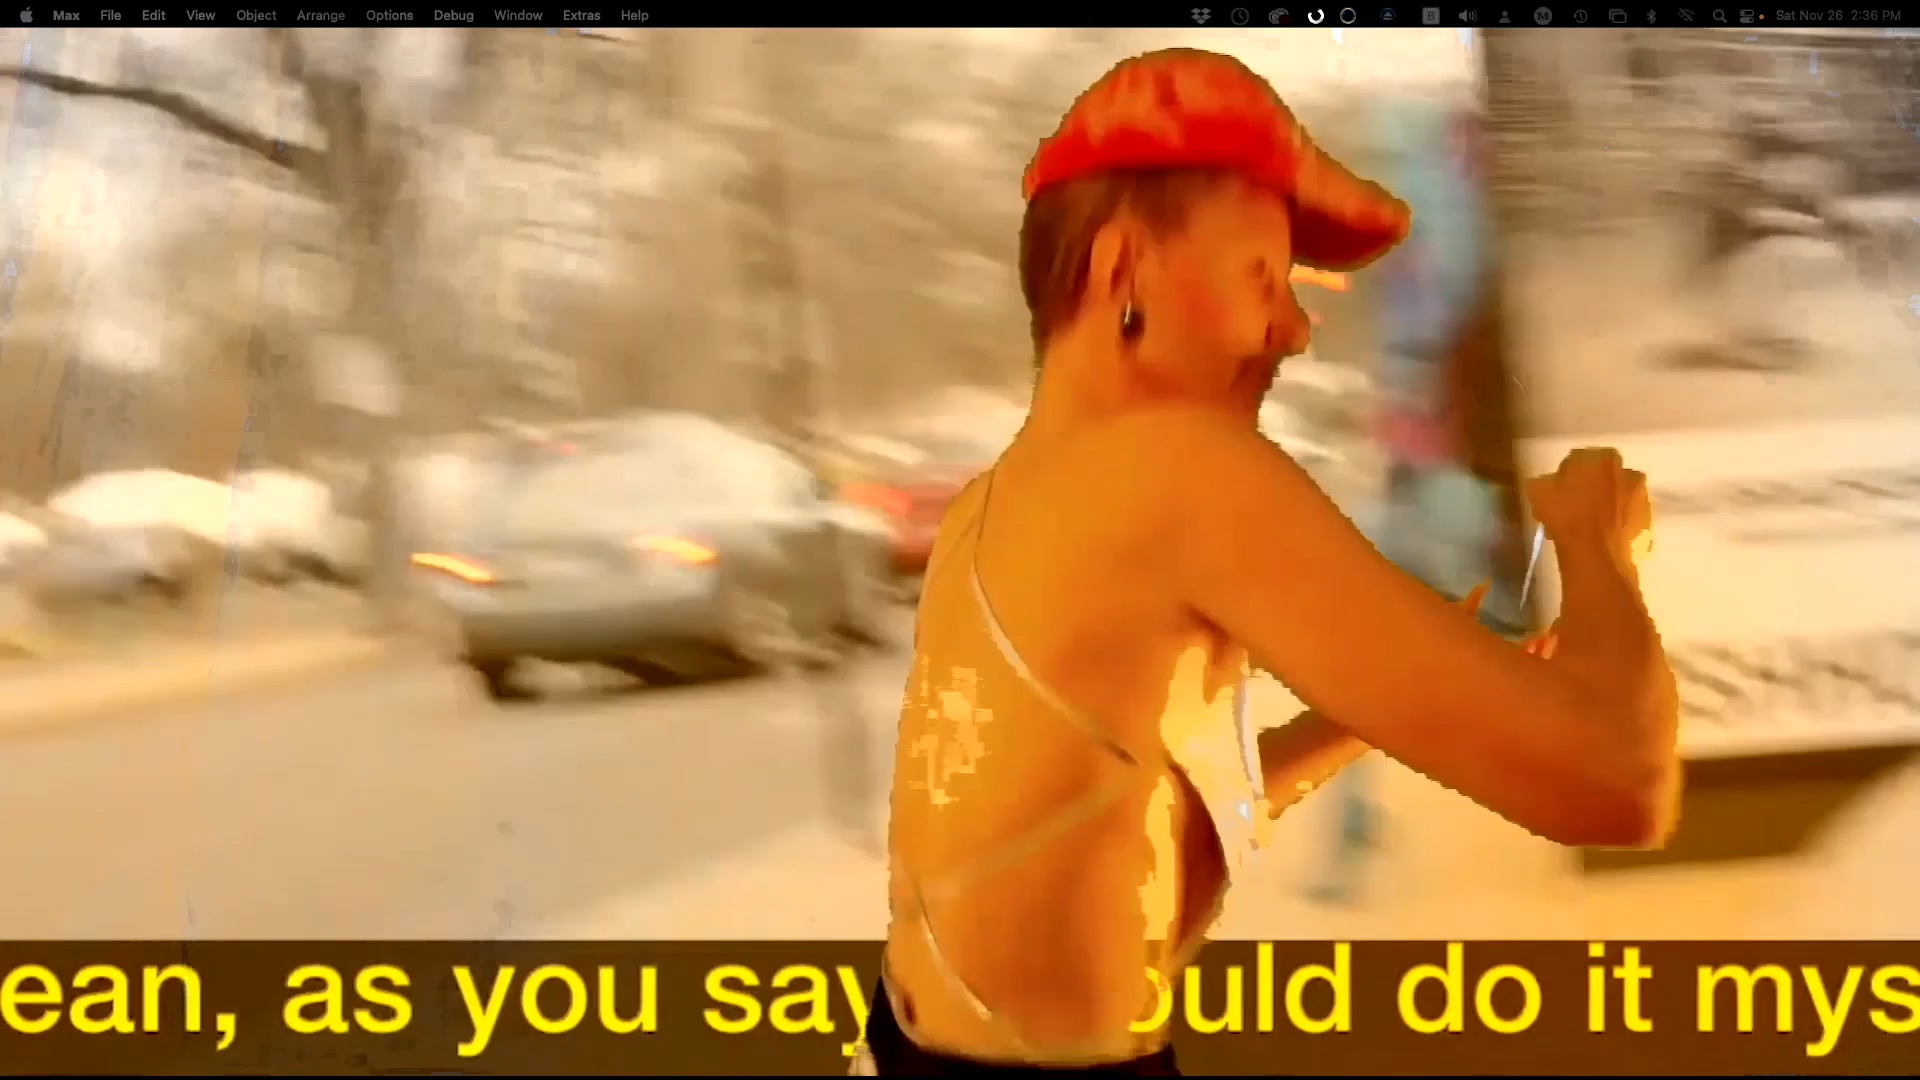 Max File Edit View Object Arrange Options Debug Window Extras Help Sat Nov 26 2:36 PM
ean, as you say ould do it mys